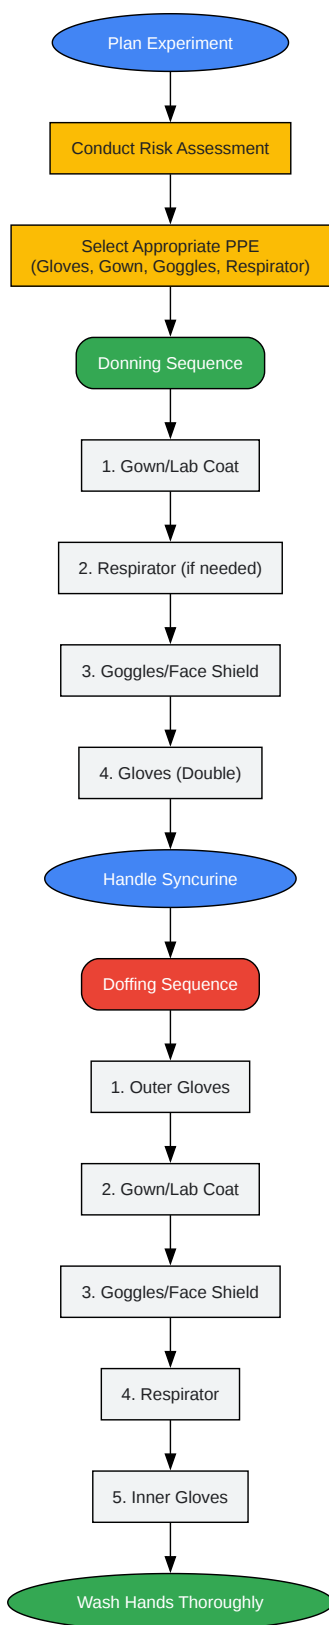 Plan Experiment
Conduct Risk Assessment
Select Appropriate PPE
(Gloves, Gown, Goggles, Respirator)
Donning Sequence
1. Gown/Lab Coat
2. Respirator (if needed)
3. Goggles/Face Shield
4. Gloves (Double)
Handle Syncurine
Doffing Sequence
1. Outer Gloves
2. Gown/Lab Coat
3. Goggles/Face Shield
4. Respirator
5. Inner Gloves
Wash Hands Thoroughly